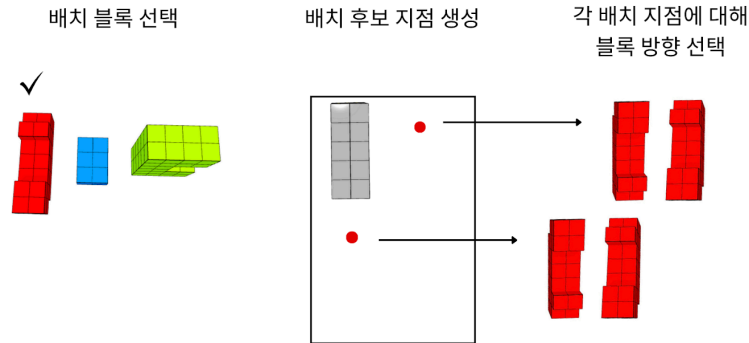 배치 블록 선택
배치 후보 지점 생성
각 배치 지점에 대해
블록 방향 선택